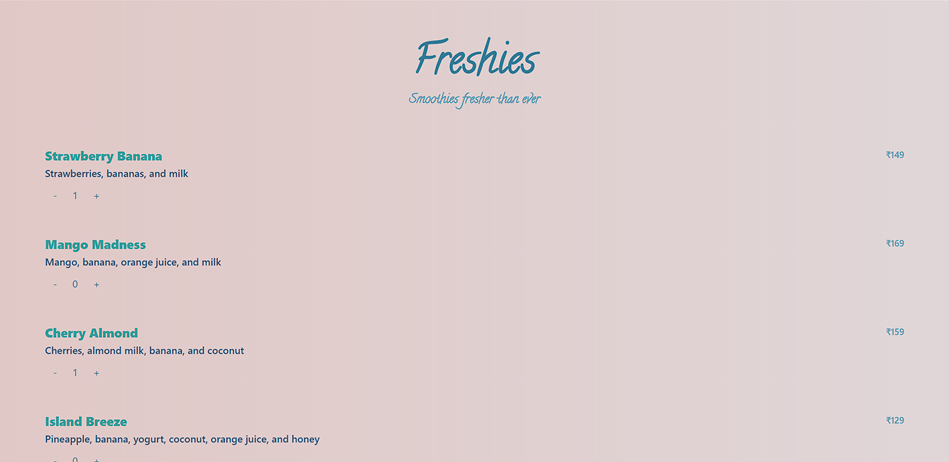 Freshies
Smoothies fresher than ever
Strawberry Banana ₹149
Strawberries, bananas, and milk
- 1 +
Mango Madness ₹169
Mango, banana, orange juice, and milk
- 0 +
Cherry Almond ₹159
Cherries, almond milk, banana, and coconut
- 1 +
Island Breeze ₹129
Pineapple, banana, yogurt, coconut, orange juice, and honey
- 0 +